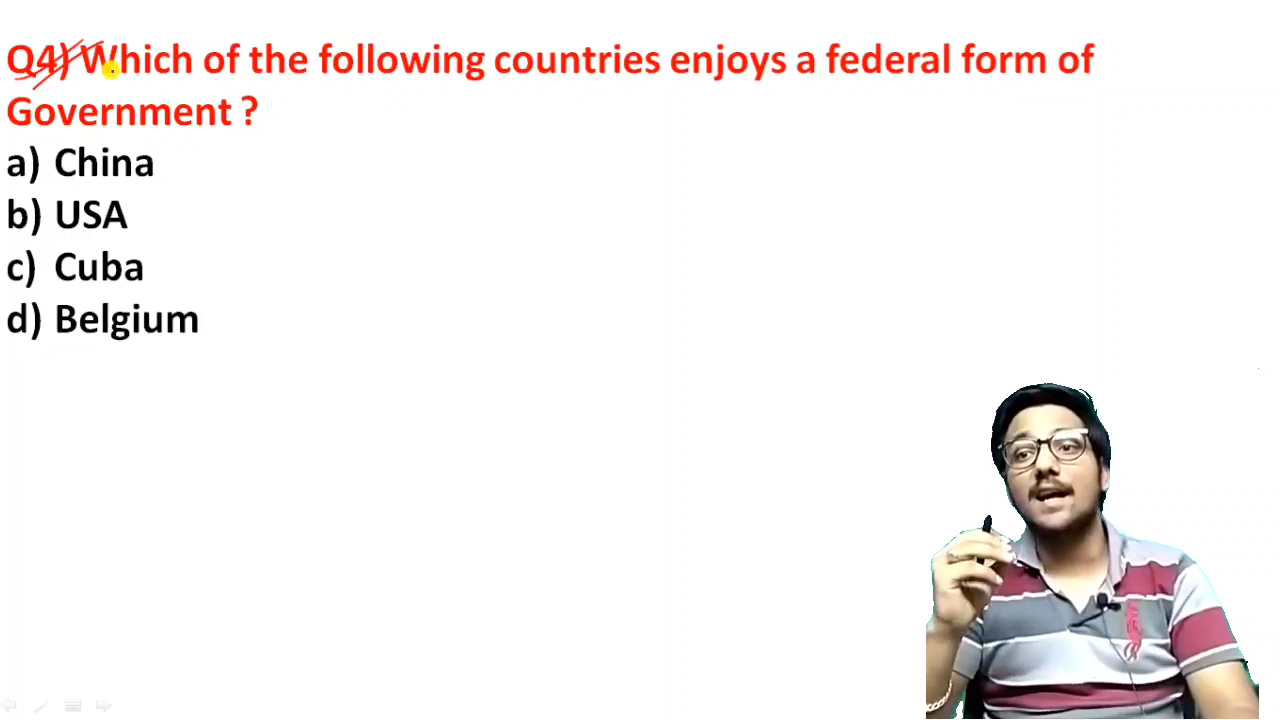 Q4) Which of the following countries enjoys a federal form of
Government ?
a) China
b) USA
c) Cuba
d) Belgium